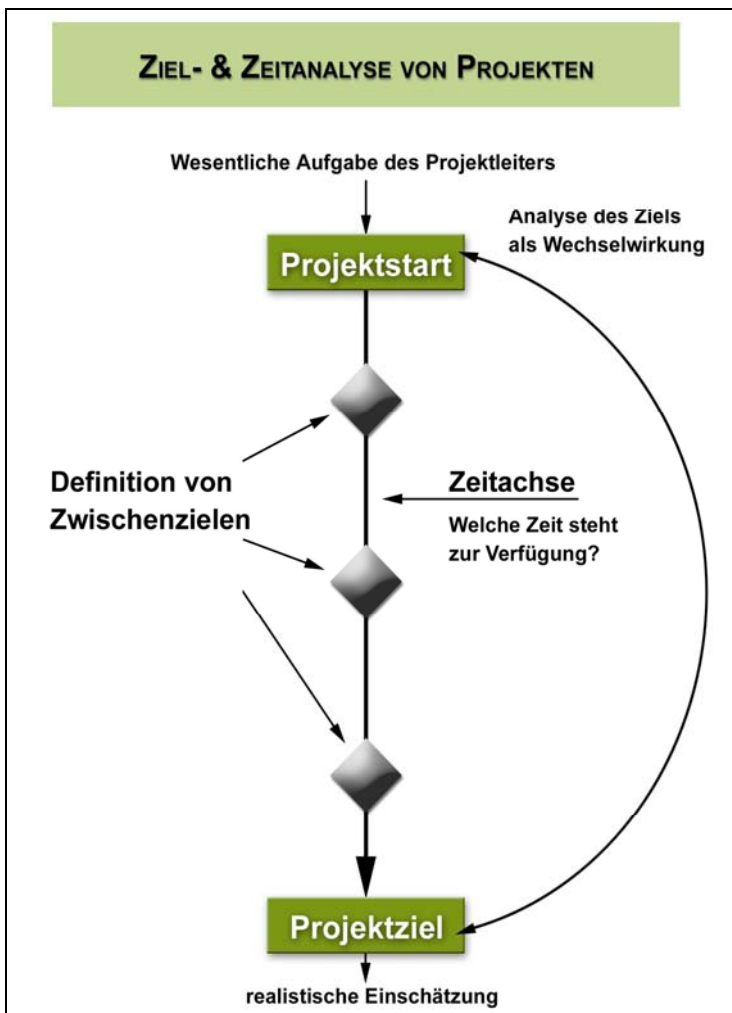 ZIEL- & ZEITANALYSE VON PROJEKTEN
Wesentliche Aufgabe des Projektleiters
Analyse des Ziels
als Wechselwirkung
Projektstart
Definition von
Zwischenzielen
Zeitachse
Welche Zeit steht
zur Verfügung?
Projektziel
realistische Einschätzung